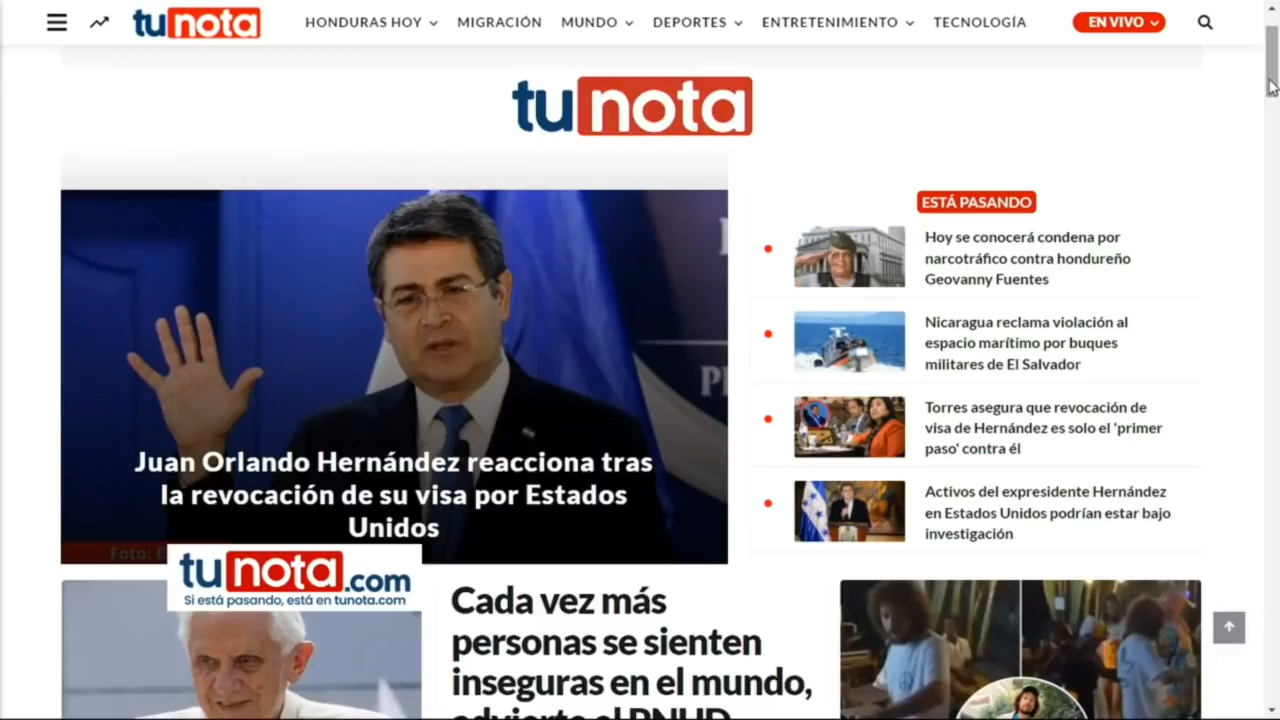 tunota
HONDURAS HOY
MIGRACIÓN
MUNDO
DEPORTES
ENTRETENIMIENTO
TECNOLOGÍA
EN VIVO
tunota
Juan Orlando Hernández reacciona tras
la revocación de su visa por Estados
Unidos
Foto: E
ESTÁ PASANDO
Hoy se conocerá condena por
narcotráfico contra hondureño
Geovanny Fuentes
Nicaragua reclama violación al
espacio marítimo por buques
militares de El Salvador
Torres asegura que revocación de
visa de Hernández es solo el 'primer
paso' contra él
Activos del expresidente Hernández
en Estados Unidos podrían estar bajo
investigación
tunota.com
Si está pasando, está en tunota.com
Cada vez más
personas se sienten
inseguras en el mundo,
advierte el PNUD